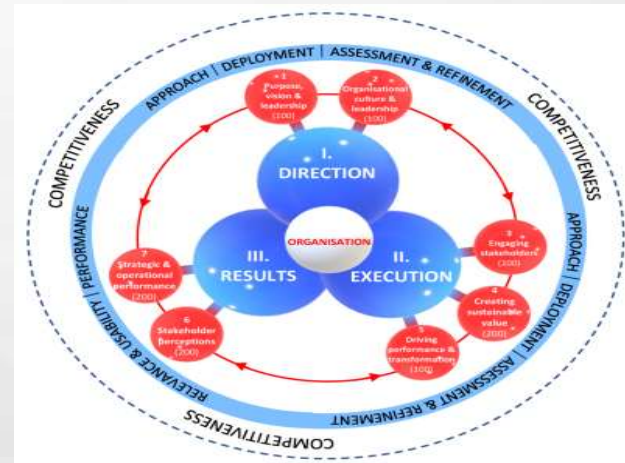 COMPETITIVENESS
COMPETITIVENESS
COMPETITIVENESS
APPROACH | DEPLOYMENT | ASSESSMENT & REFINEMENT
APPROACH | DEPLOYMENT | ASSESSMENT & REFINEMENT
RELEVANCE & USABILITY | PERFORMANCE
1
Purpose,
vision &
leadership
(100)
2
Organisational
culture &
leadership
(100)
I.
DIRECTION
ORGANISATION
III.
RESULTS
II.
EXECUTION
3
Engaging
stakeholders
(100)
4
Creating
sustainable
value
(200)
5
Driving
performance &
transformation
(100)
6
Stakeholder
perceptions
(200)
7
Strategic &
operational
performance
(200)